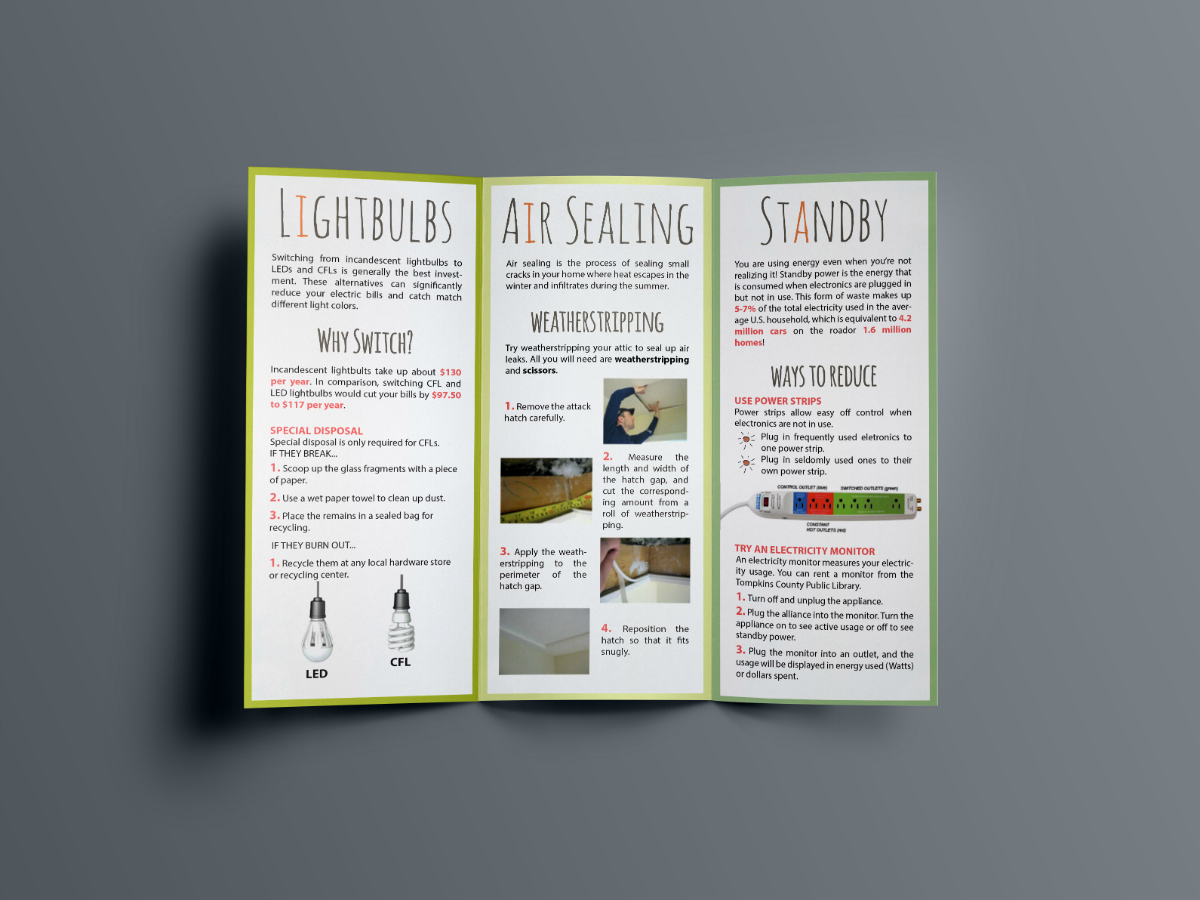 LIGHTBULBS
Switching from incandescent lightbulbs to
LEDs and CFLs is generally the best invest-
ment. These alternatives can significantly
reduce your electric bills and catch match
different light colors.
WHY SWITCH?
Incandescent lightbults take up about $130
per year. In comparison, switching CFL and
LED lightbulbs would cut your bills by $97.50
to $117 per year.
SPECIAL DISPOSAL
Special disposal is only required for CFLs.
IF THEY BREAK...
1. Scoop up the glass fragments with a piece
of paper.
2. Use a wet paper towel to clean up dust.
3. Place the remains in a sealed bag for
recycling.
IF THEY BURN OUT...
1. Recycle them at any local hardware store
or recycling center.
LED
CFL
AIR SEALING
Air sealing is the process of sealing small
cracks in your home where heat escapes in the
winter and infiltrates during the summer.
WEATHERSTRIPPING
Try weatherstripping your attic to seal up air
leaks. All you will need are weatherstripping
and scissors.
1. Remove the attack
hatch carefully.
2. Measure the
length and width of
the hatch gap, and
cut the correspond-
ing amount from a
roll of weatherstrip-
ping.
3. Apply the weath-
erstripping to the
perimeter of the
hatch gap.
4. Reposition the
hatch so that it fits
snugly.
STANDBY
You are using energy even when you're not
realizing it! Standby power is the energy that
is consumed when electronics are plugged in
but not in use. This form of waste makes up
5-7% of the total electricity used in the aver-
age U.S. household, which is equivalent to 4.2
million cars on the roador 1.6 million
homes!
WAYS TO REDUCE
USE POWER STRIPS
Power strips allow easy off control when
electronics are not in use.
Plug in frequently used eletronics to
one power strip.
Plug in seldomly used ones to their
own power strip.
CONTROL OUTLET (blue) SWITCHED OUTLETS (green)
CONSTANT
HOT OUTLETS (red)
TRY AN ELECTRICITY MONITOR
An electricity monitor measures your electric-
ity usage. You can rent a monitor from the
Tompkins County Public Library.
1. Turn off and unplug the appliance.
2. Plug the alliance into the monitor. Turn the
appliance on to see active usage or off to see
standby power.
3. Plug the monitor into an outlet, and the
usage will be displayed in energy used (Watts)
or dollars spent.